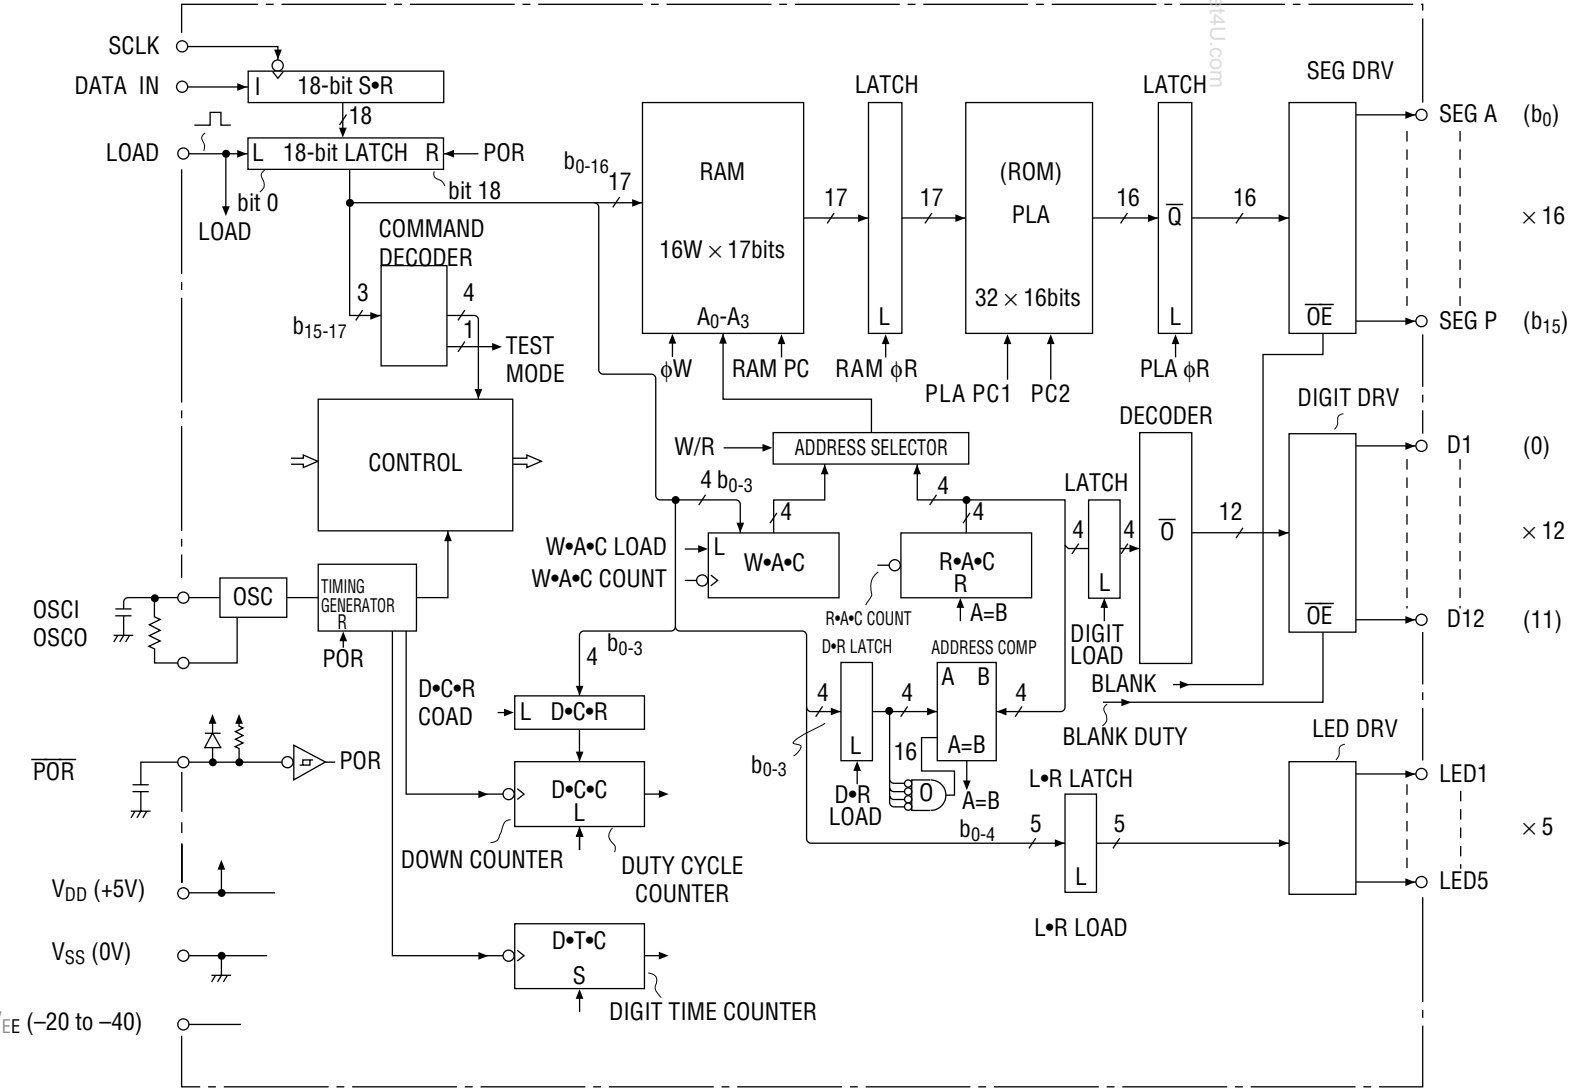 SCLK
DATA IN
I 18-bit S•R
18
LOAD
L 18-bit LATCH R
POR
bit 0
bit 18
LOAD
b0-16
17
COMMAND
DECODER
3
b15-17
4
1
TEST
MODE
CONTROL
RAM
16W × 17bits
A0-A3
ϕW
RAM PC
17
LATCH
L
RAM ϕR
17
(ROM)
PLA
32 × 16bits
PLA PC1
PC2
16
LATCH
Q̅
L
PLA ϕR
16
SEG DRV
O̅E̅
SEG A (b0)
× 16
SEG P (b15)
t4U.com
W/R
ADDRESS SELECTOR
4 b0-3
4
4
4
W•A•C LOAD
W•A•C COUNT
L
W•A•C
R•A•C
R
R•A•C COUNT
A=B
LATCH
4
4
L
DIGIT
LOAD
DECODER
O̅
12
DIGIT DRV
O̅E̅
D1 (0)
× 12
D12 (11)
BLANK
BLANK DUTY
OSCI
OSCO
OSC
TIMING
GENERATOR
R
POR
4
b0-3
D•C•R
COAD
L D•C•R
D•C•C
L
DOWN COUNTER
DUTY CYCLE
COUNTER
D•R LATCH
4
b0-3
L
D•R
LOAD
4
ADDRESS COMP
A B
A=B
4
16
O
A=B
P̅O̅R̅
POR
L•R LATCH
b0-4
5
5
L
L•R LOAD
LED DRV
LED1
× 5
LED5
VDD (+5V)
VSS (0V)
EE (–20 to –40)
D•T•C
S
DIGIT TIME COUNTER